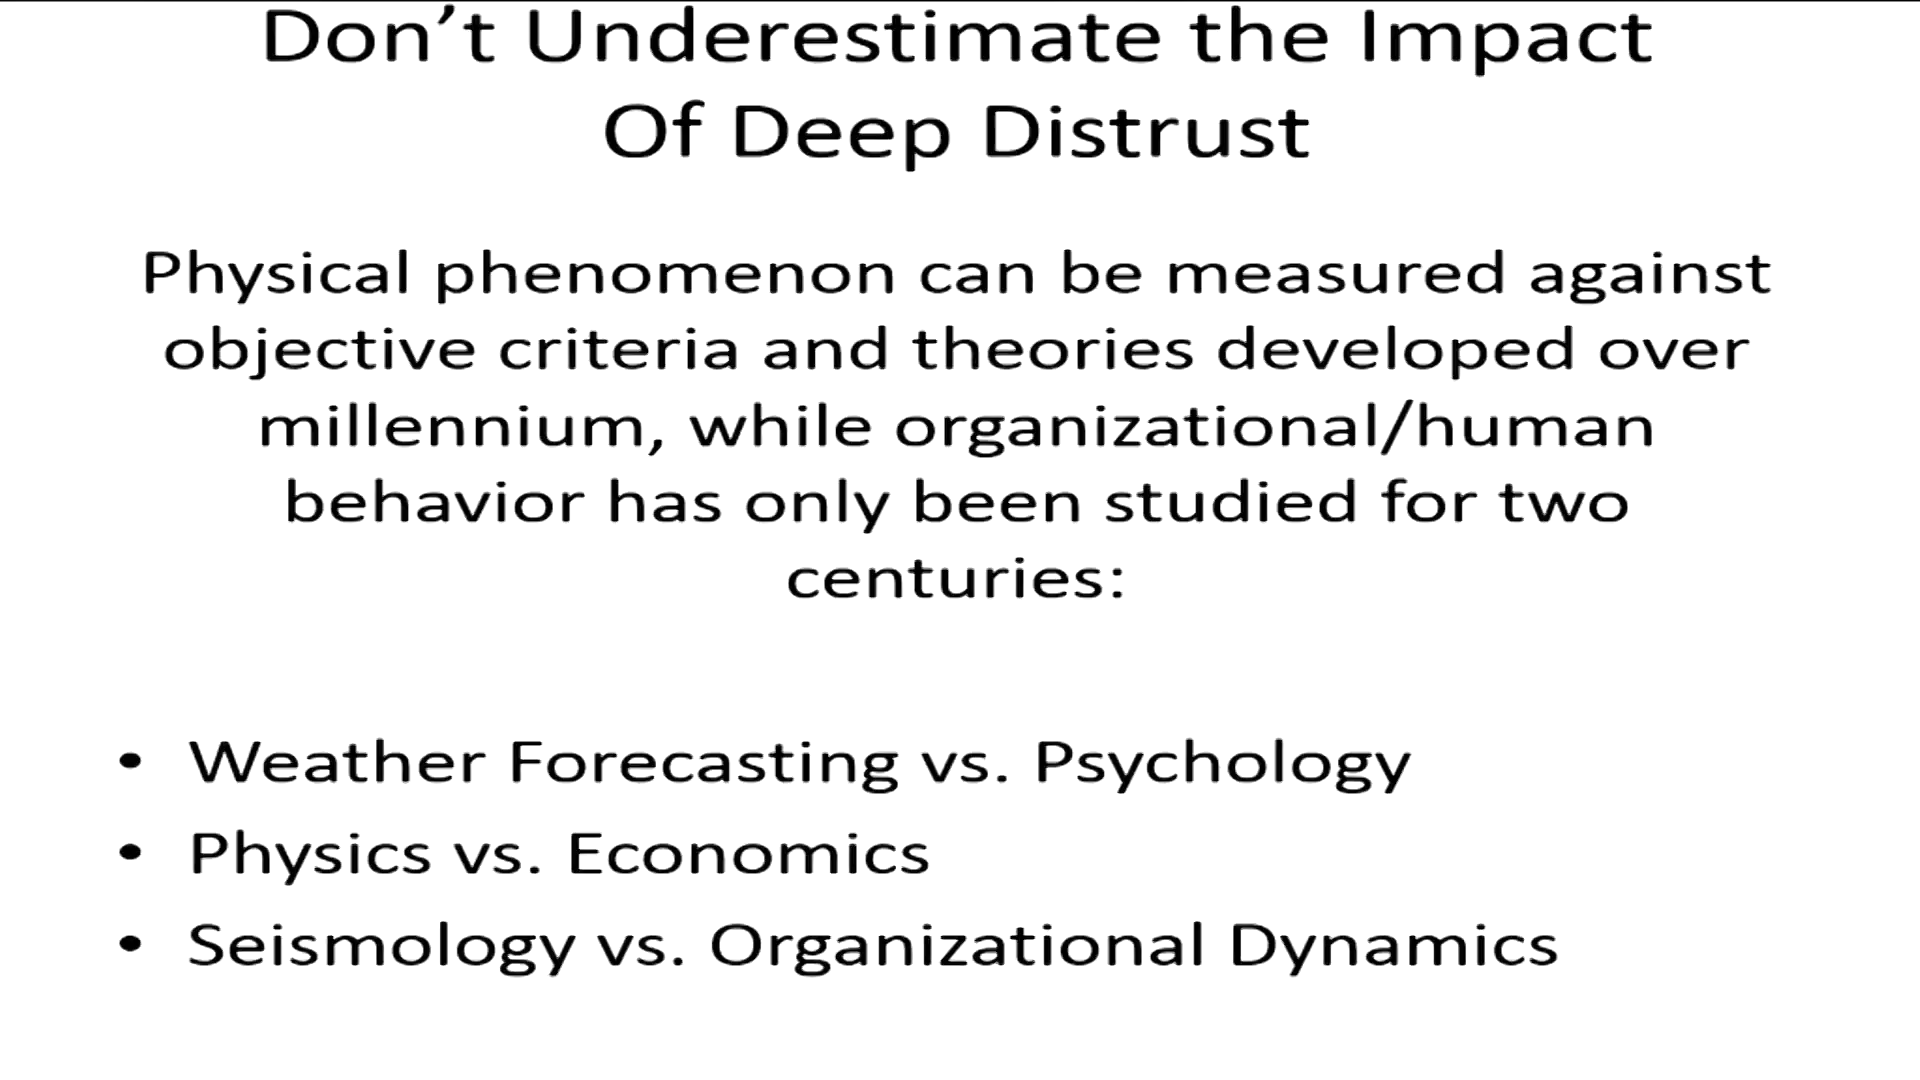 Don’t Underestimate the Impact
Of Deep Distrust
Physical phenomenon can be measured against
objective criteria and theories developed over
millennium, while organizational/human
behavior has only been studied for two
centuries:
• Weather Forecasting vs. Psychology
• Physics vs. Economics
• Seismology vs. Organizational Dynamics